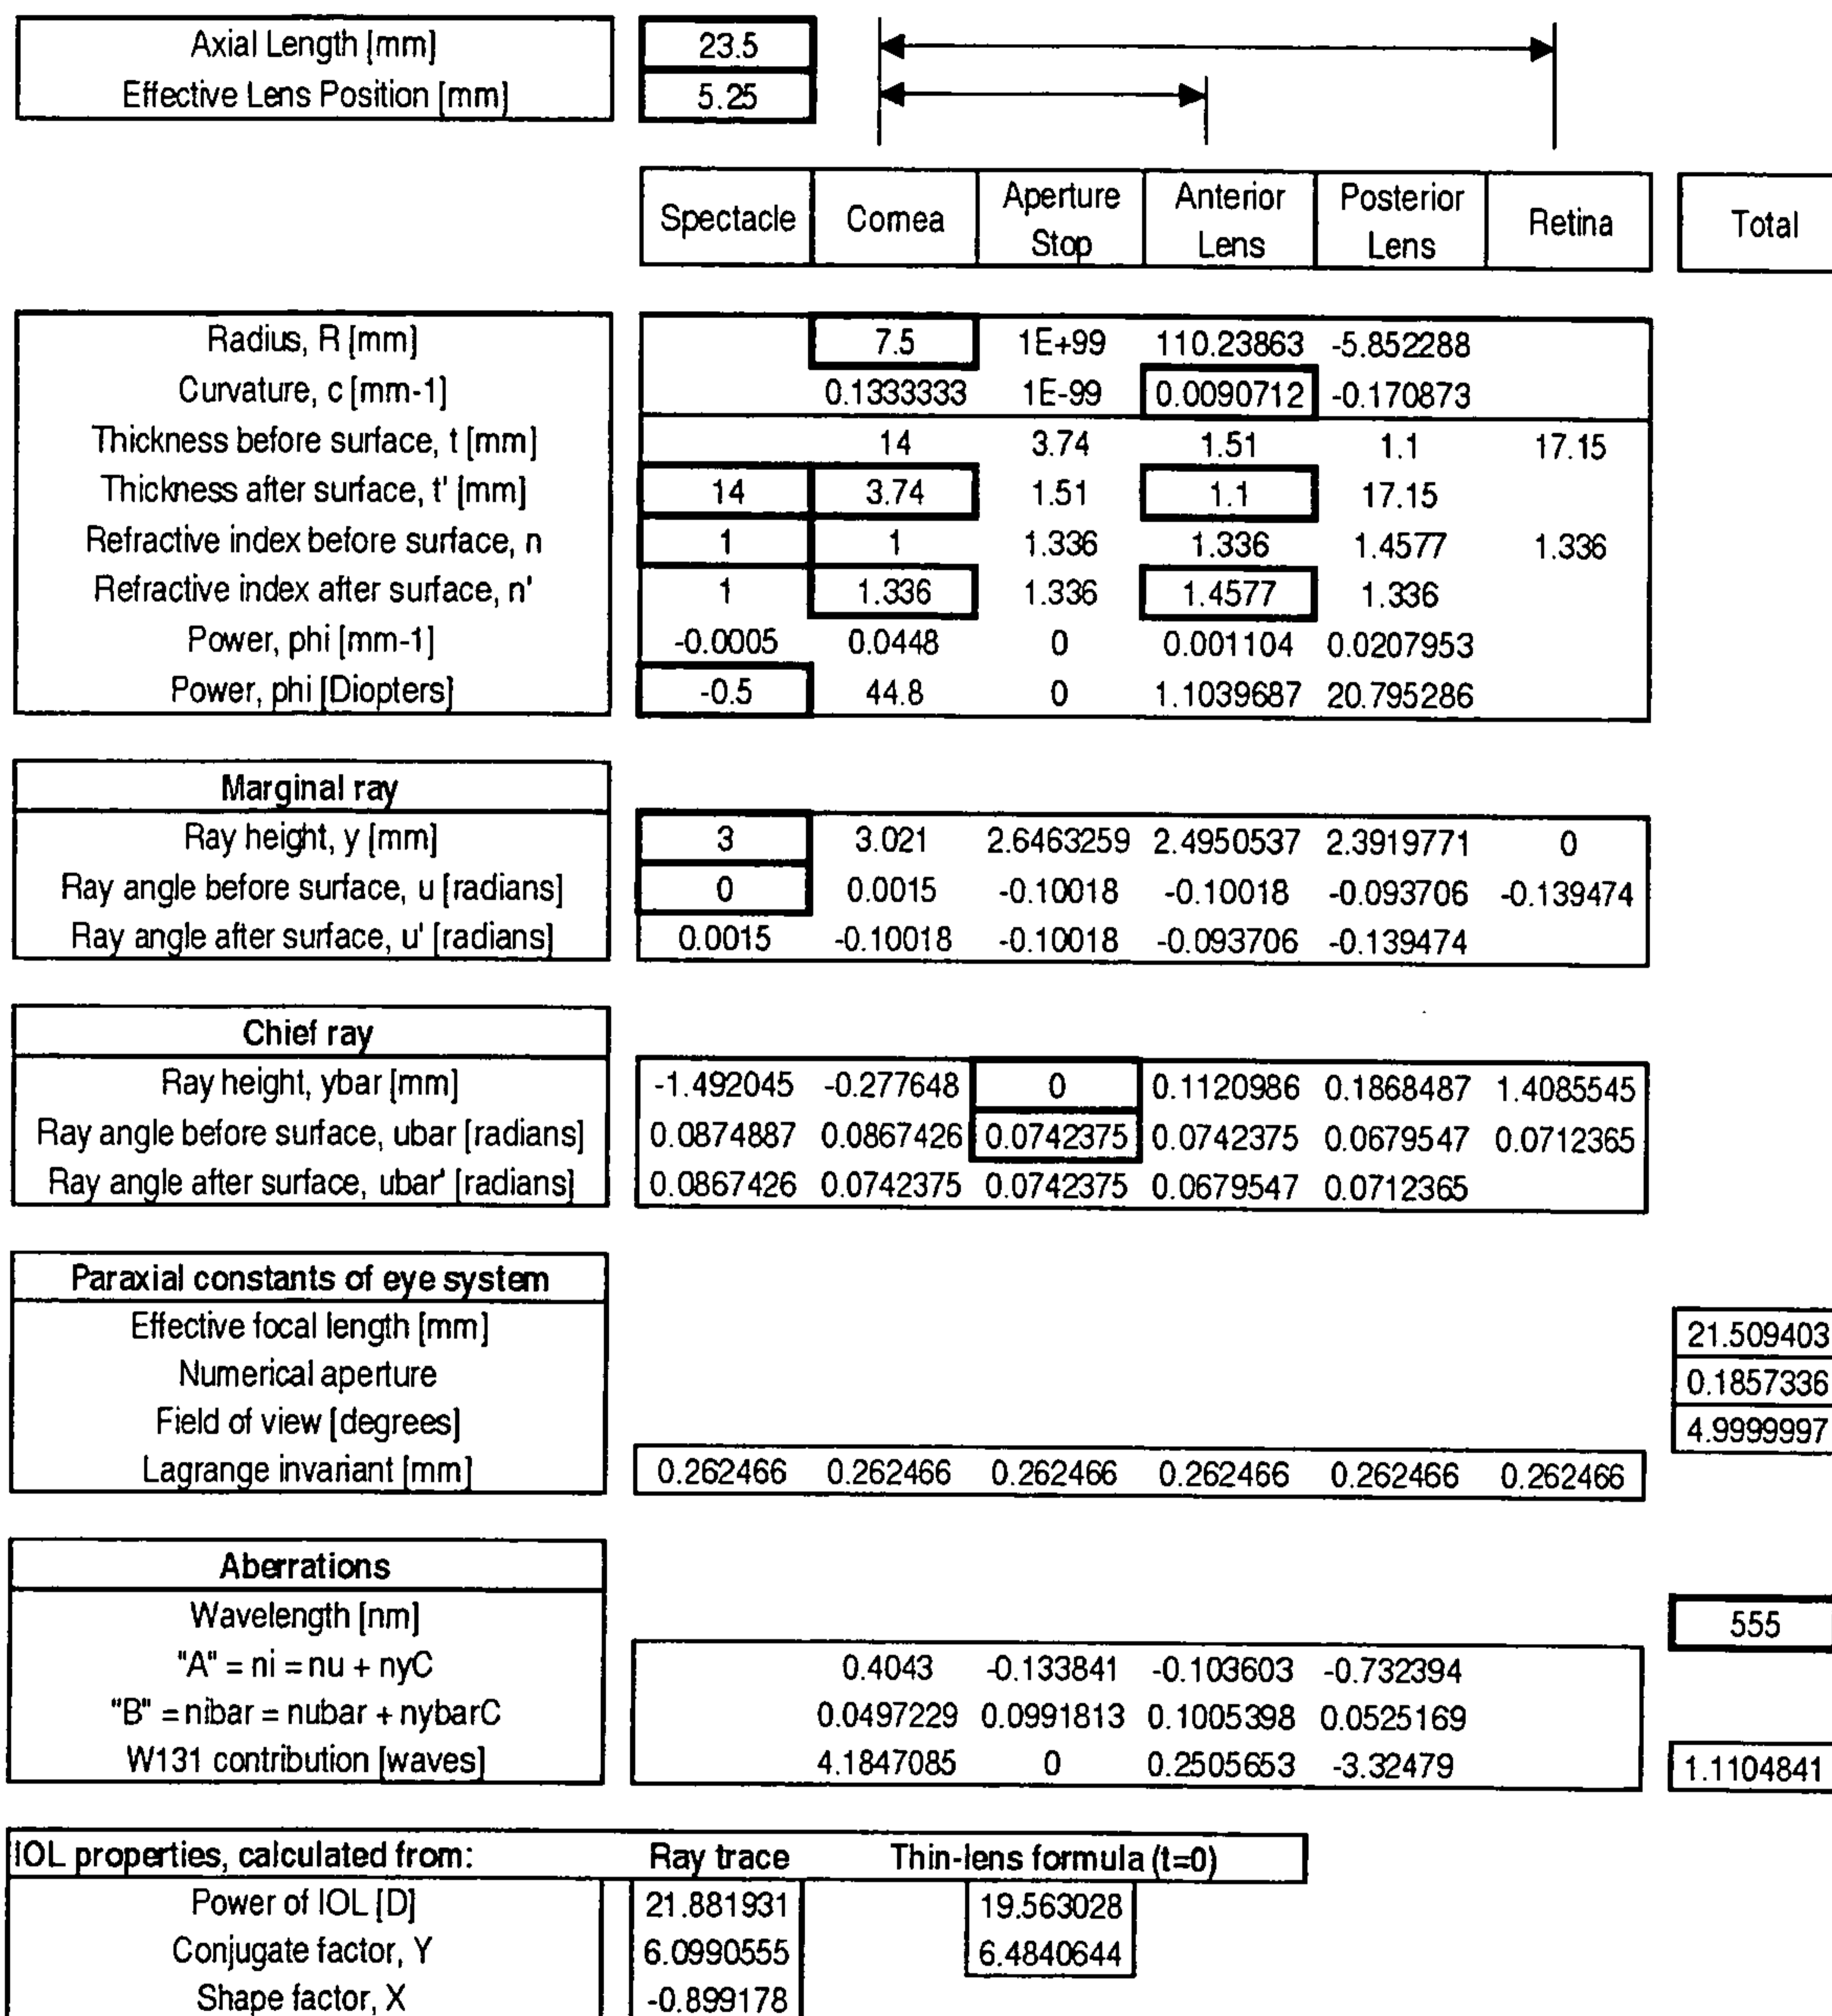 Axial Length [mm] 23.5
Effective Lens Position [mm] 5.25
Spectacle Cornea Aperture Stop Anterior Lens Posterior Lens Retina Total
Radius, R [mm] 7.5 1E+99 110.23863 -5.852288
Curvature, c [mm-1] 0.1333333 1E-99 0.0090712 -0.170873
Thickness before surface, t [mm] 14 3.74 1.51 1.1 17.15
Thickness after surface, t' [mm] 14 3.74 1.51 1.1 17.15
Refractive index before surface, n 1 1 1.336 1.336 1.4577 1.336
Refractive index after surface, n' 1 1.336 1.336 1.4577 1.336
Power, phi [mm-1] -0.0005 0.0448 0 0.001104 0.0207953
Power, phi [Diopters] -0.5 44.8 0 1.1039687 20.795286
Marginal ray
Ray height, y [mm] 3 3.021 2.6463259 2.4950537 2.3919771 0
Ray angle before surface, u [radians] 0 0.0015 -0.10018 -0.10018 -0.093706 -0.139474
Ray angle after surface, u' [radians] 0.0015 -0.10018 -0.10018 -0.093706 -0.139474
Chief ray
Ray height, ybar [mm] -1.492045 -0.277648 0 0.1120986 0.1868487 1.4085545
Ray angle before surface, ubar [radians] 0.0874887 0.0867426 0.0742375 0.0742375 0.0679547 0.0712365
Ray angle after surface, ubar' [radians] 0.0867426 0.0742375 0.0742375 0.0679547 0.0712365
Paraxial constants of eye system
Effective focal length [mm] 21.509403
Numerical aperture 0.1857336
Field of view [degrees] 4.9999997
Lagrange invariant [mm] 0.262466 0.262466 0.262466 0.262466 0.262466 0.262466
Aberrations
Wavelength [nm] 555
"A" = ni = nu + nyC 0.4043 -0.133841 -0.103603 -0.732394
"B" = nibar = nubar + nybarC 0.0497229 0.0991813 0.1005398 0.0525169
W131 contribution [waves] 4.1847085 0 0.2505653 -3.32479 1.1104841
IOL properties, calculated from: Ray trace Thin-lens formula (t=0)
Power of IOL [D] 21.881931 19.563028
Conjugate factor, Y 6.0990555 6.4840644
Shape factor, X -0.899178